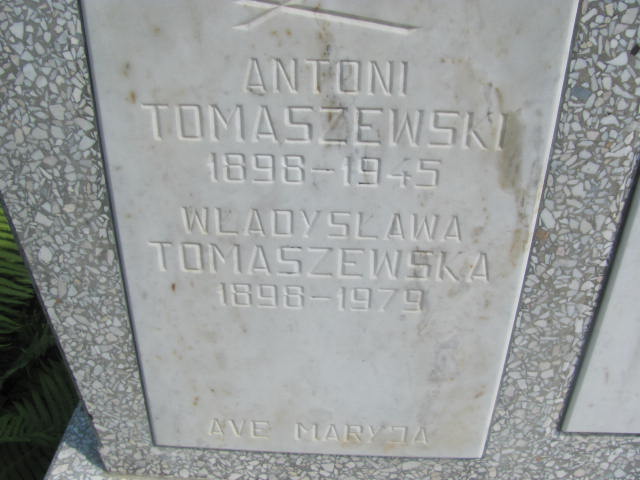 ANTONI
TOMASZEWSKI
1898-1945
WŁADYSŁAWA
TOMASZEWSKA
1898-1979
AVE MARYJA